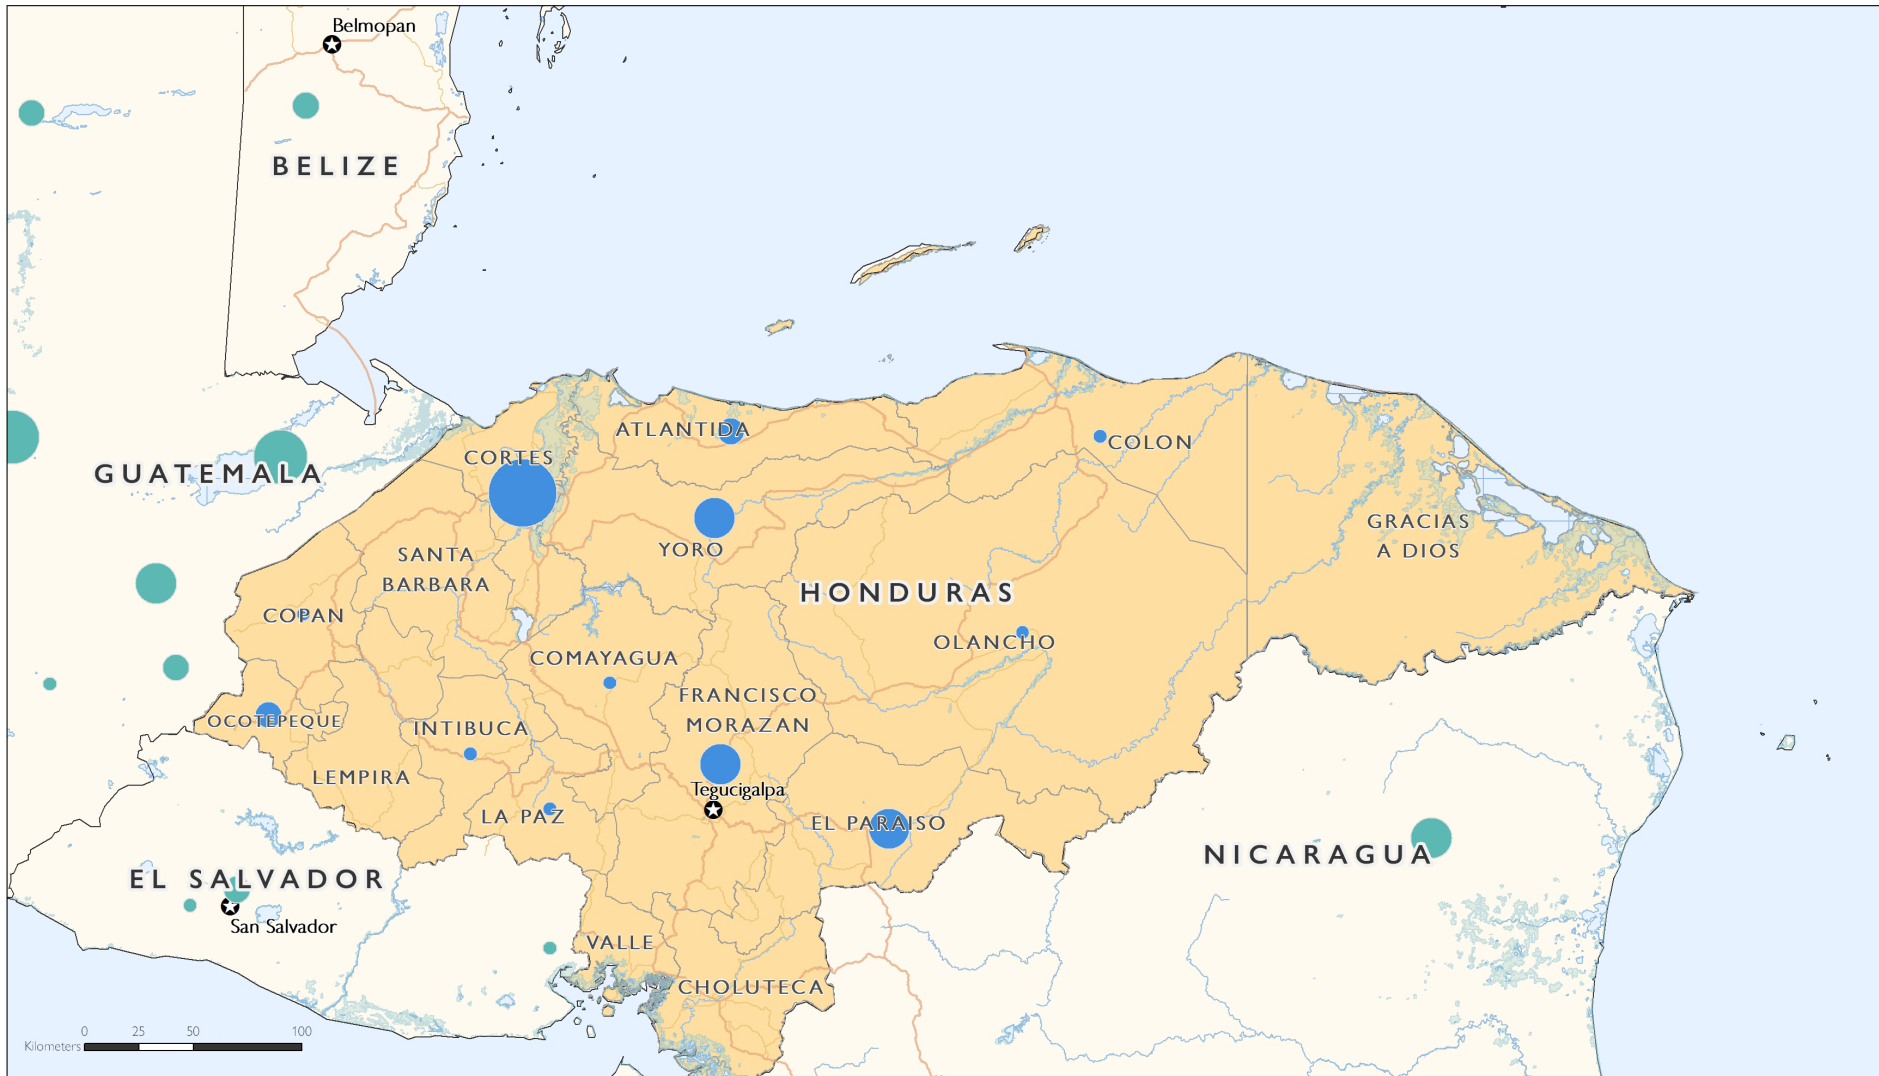 Belmopan
BELIZE
ATLANTIDA
COLON
CORTES
GUATEMALA
GRACIAS
A DIOS
YORO
SANTA
BARBARA
HONDURAS
COPAN
OLANCHO
COMAYAGUA
FRANCISCO
MORAZAN
OCOTEPEQUE
INTIBUCA
LEMPIRA
Tegucigalpa
LA PAZ
EL PARAISO
NICARAGUA
EL SALVADOR
San Salvador
VALLE
CHOLUTECA
0 25 50 100
Kilometers